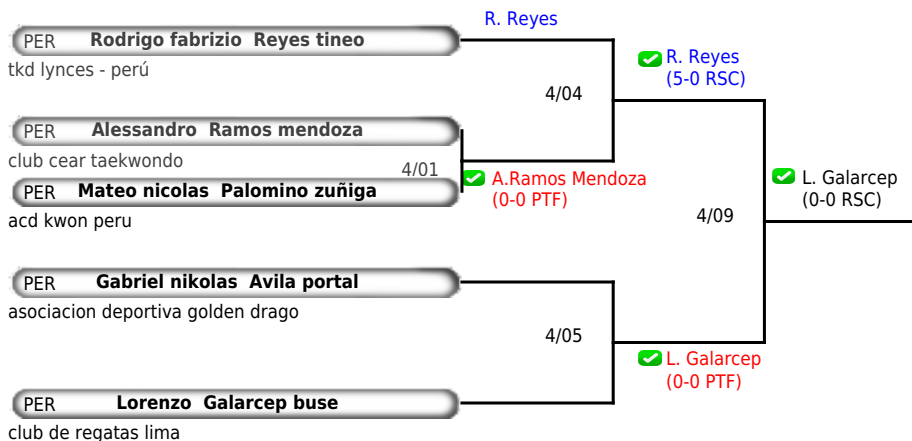 R. Reyes
PER Rodrigo fabrizio Reyes tineo
tkd lynces - perú
R. Reyes
(5-0 RSC)
4/04
PER Alessandro Ramos mendoza
club cear taekwondo
4/01
A.Ramos Mendoza
(0-0 PTF)
PER Mateo nicolas Palomino zuñiga
acd kwon peru
L. Galarcep
(0-0 RSC)
4/09
PER Gabriel nikolas Avila portal
asociacion deportiva golden drago
4/05
L. Galarcep
(0-0 PTF)
PER Lorenzo Galarcep buse
club de regatas lima